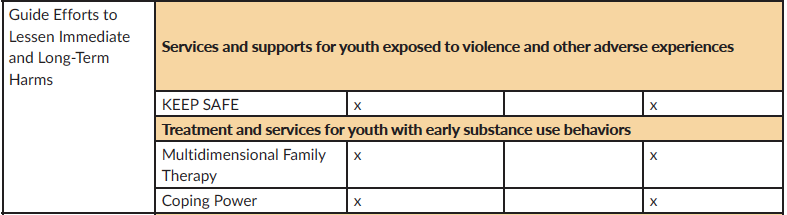 Guide Efforts to
Lessen Immediate
and Long-Term
Harms
Services and supports for youth exposed to violence and other adverse experiences
KEEP SAFE x x
Treatment and services for youth with early substance use behaviors
Multidimensional Family x x
Therapy
Coping Power x x